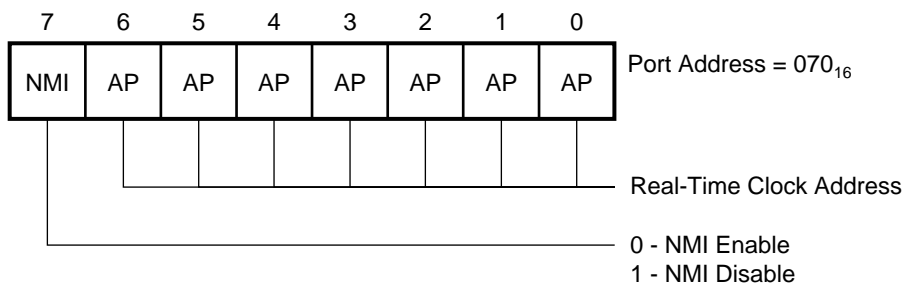 7 6 5 4 3 2 1 0
NMI AP AP AP AP AP AP AP
Port Address = 070₁₆
Real-Time Clock Address
0 - NMI Enable
1 - NMI Disable